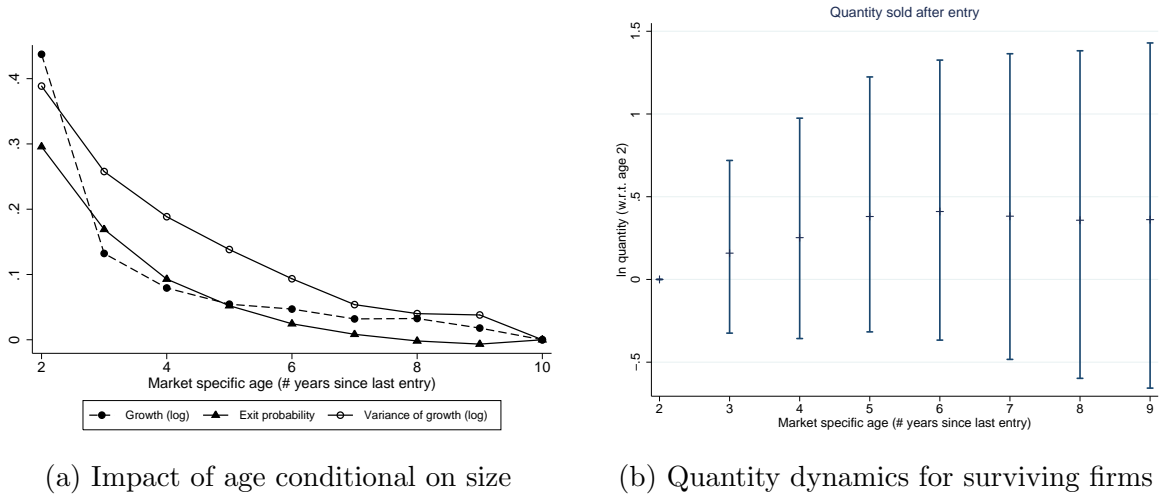 .4
.3
.2
.1
0
2 4 6 8 10
Market specific age (# years since last entry)
Growth (log) Exit probability Variance of growth (log)
(a) Impact of age conditional on size
Quantity sold after entry
ln quantity (w.r.t. age 2)
1.5
1
.5
0
-.5
2 3 4 5 6 7 8 9
Market specific age (# years since last entry)
(b) Quantity dynamics for surviving firms